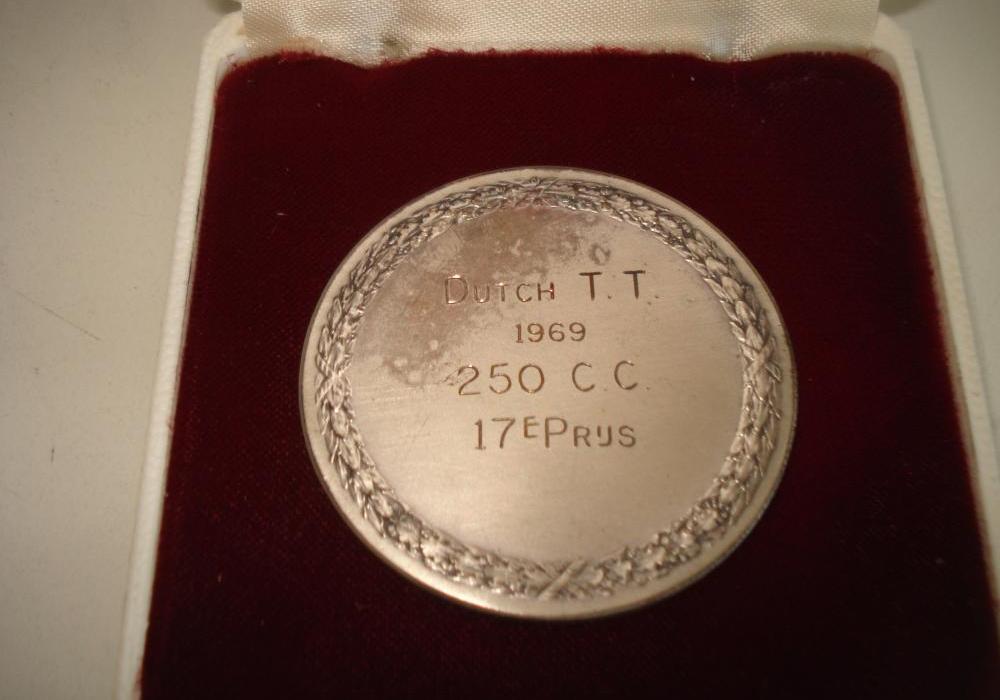 DUTCH T.T.
1969
250 C.C.
17E PRIJS